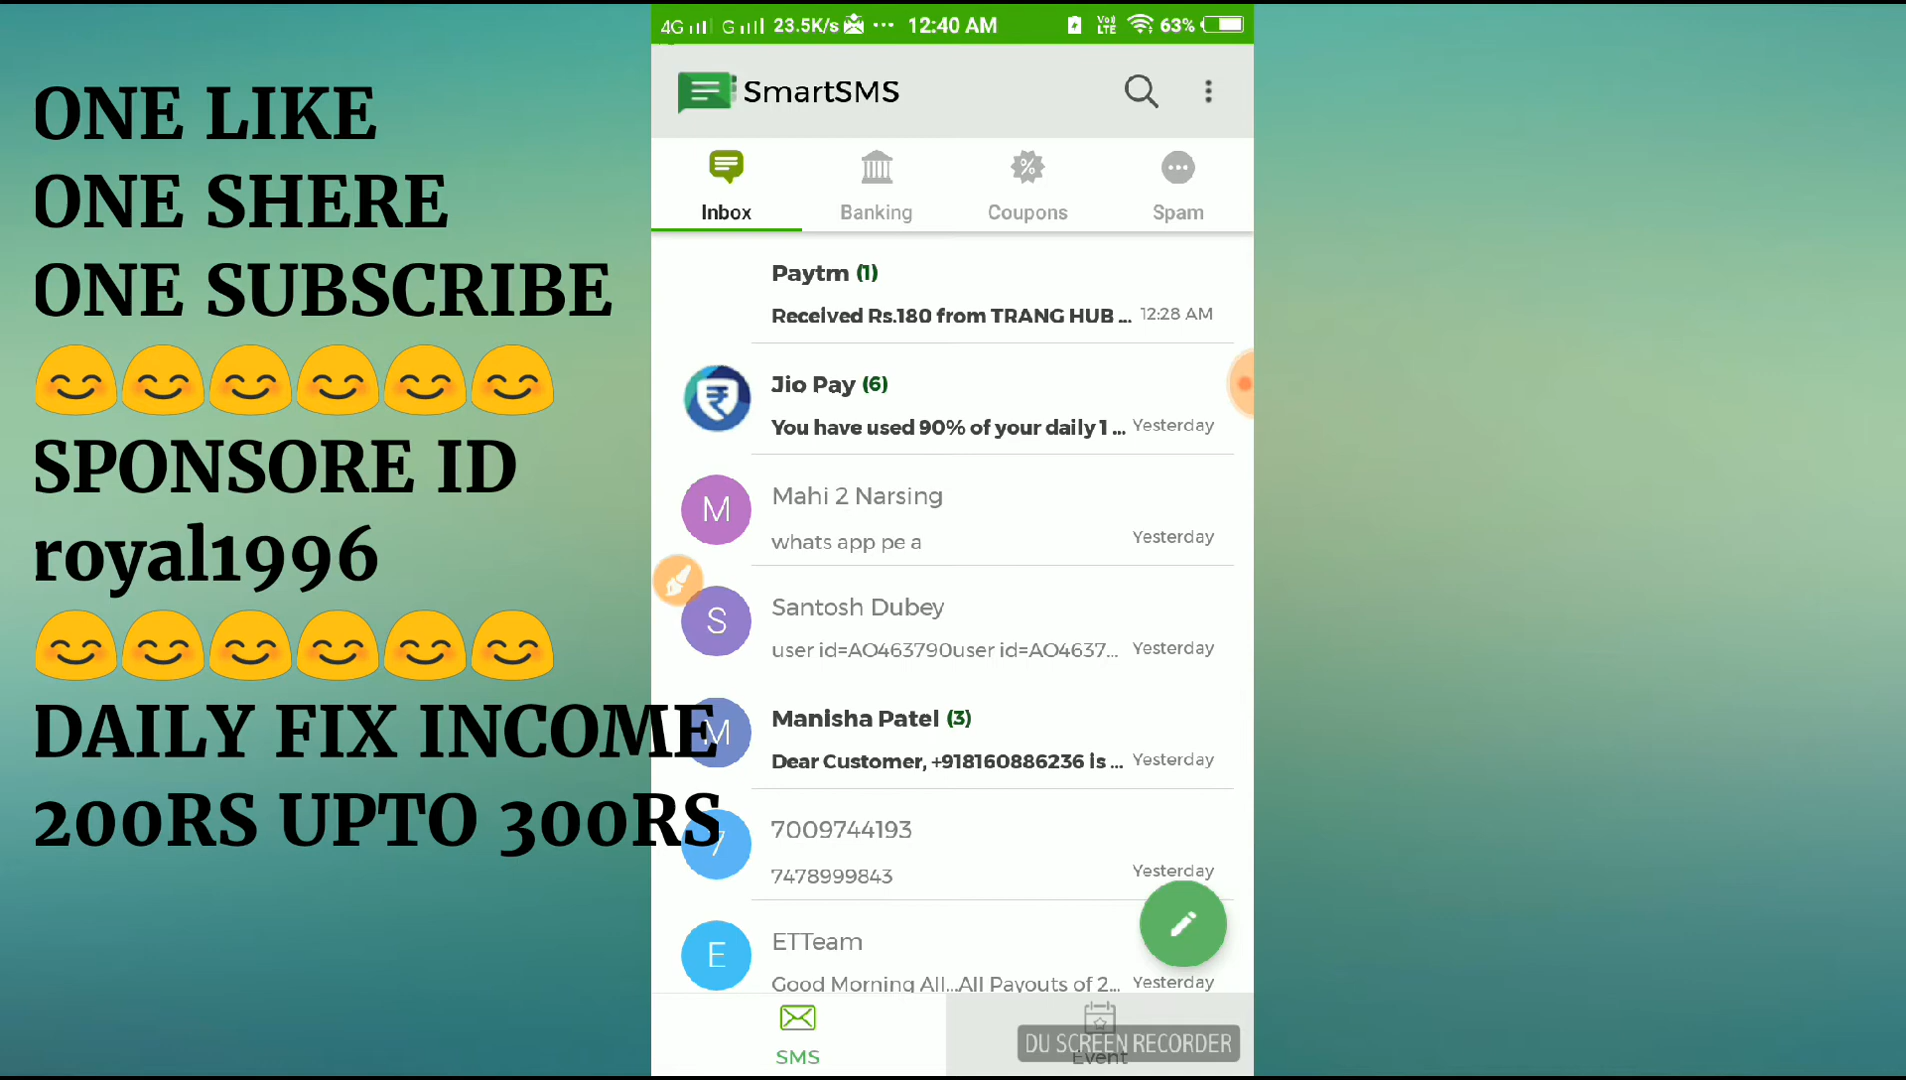 ONE LIKE
ONE SHERE
ONE SUBSCRIBE
SPONSORE ID
royal1996
DAILY FIX INCOME
200RS UPTO 300RS
4G G 23.5K/s ... 12:40 AM VoLTE 63%
SmartSMS
Inbox Banking Coupons Spam
Paytm (1)
Received Rs.180 from TRANG HUB ... 12:28 AM
Jio Pay (6)
You have used 90% of your daily 1 ... Yesterday
M
Mahi 2 Narsing
whats app pe a Yesterday
S
Santosh Dubey
user id=AO463790user id=AO4637... Yesterday
M
Manisha Patel (3)
Dear Customer, +918160886236 is ... Yesterday
7
7009744193
7478999843 Yesterday
E
ETTeam
Good Morning All...All Payouts of 2... Yesterday
SMS Event
DU SCREEN RECORDER